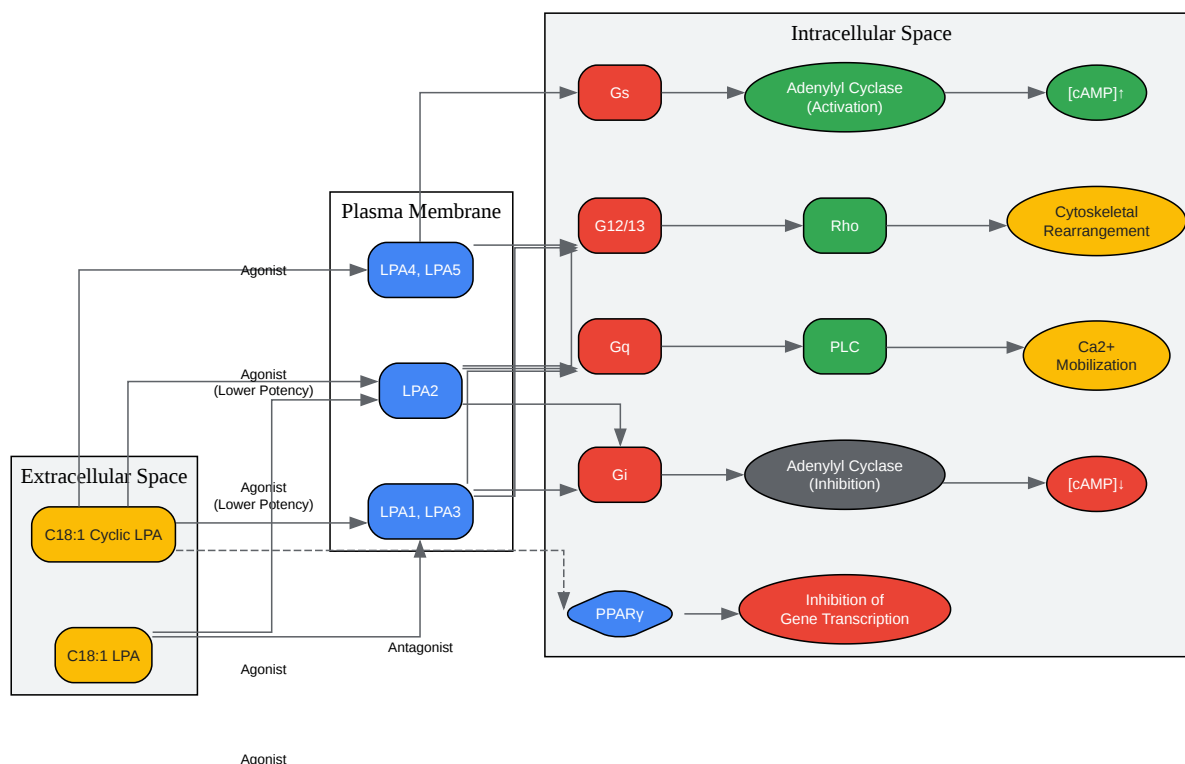 Intracellular Space
Gs
Adenylyl Cyclase
(Activation)
[cAMP]↑
Plasma Membrane
G12/13
Rho
Cytoskeletal
Rearrangement
LPA4, LPA5
Agonist
Gq
PLC
Ca2+
Mobilization
LPA2
Agonist
(Lower Potency)
Extracellular Space
Gi
Adenylyl Cyclase
(Inhibition)
[cAMP]↓
Agonist
(Lower Potency)
LPA1, LPA3
C18:1 Cyclic LPA
PPARγ
Inhibition of
Gene Transcription
C18:1 LPA
Antagonist
Agonist
Agonist